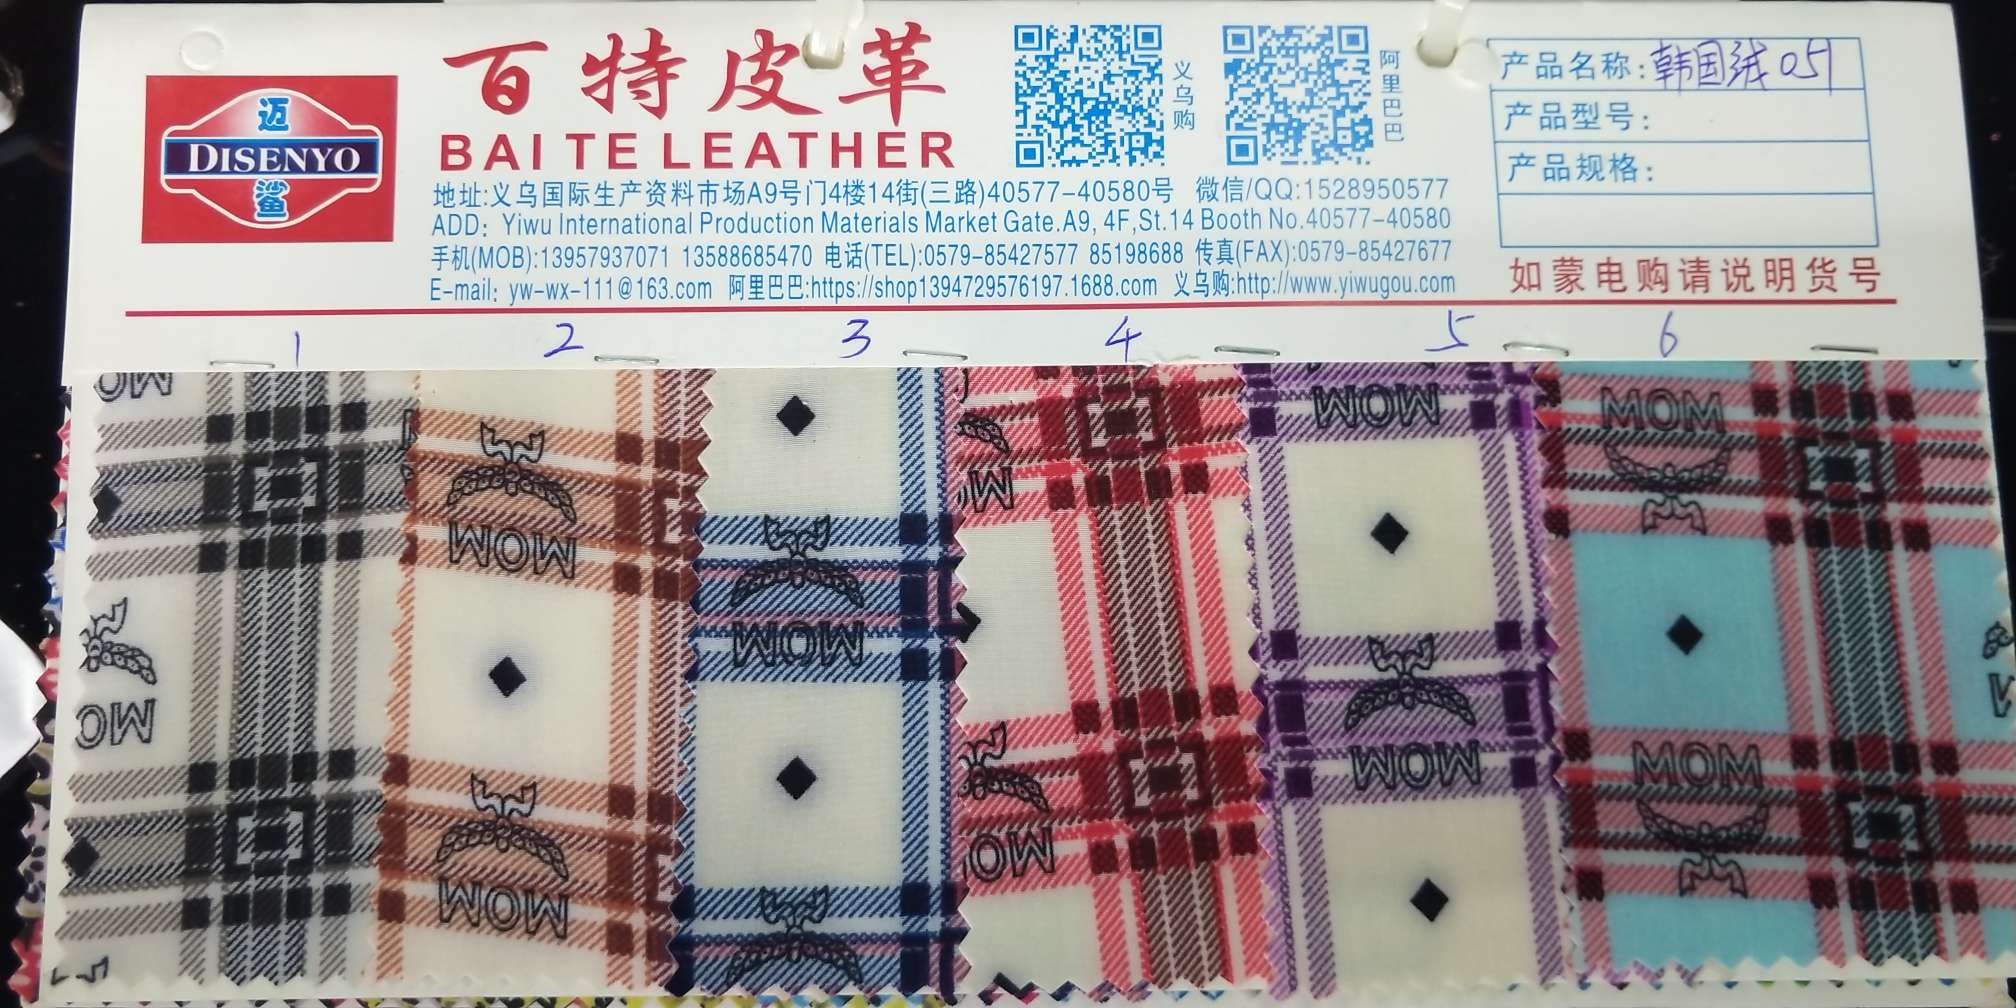 迈
DISENYO
鲨
百特皮革
BAI TE LEATHER
义乌购
阿里巴巴
产品名称:韩国绒051
产品型号:
产品规格:
如蒙电购请说明货号
地址:义乌国际生产资料市场A9号门4楼14街(三路)40577-40580号 微信/QQ:1528950577
ADD: Yiwu International Production Materials Market Gate.A9, 4F,St.14 Booth No.40577-40580
手机(MOB):13957937071 13588685470 电话(TEL):0579-85427577 85198688 传真(FAX):0579-85427677
E-mail: yw-wx-111@163.com 阿里巴巴:https://shop1394729576197.1688.com 义乌购:http://www.yiwugou.com
1 2 3 4 5 6
MOM
MOM
MOM
MOM
MOM
MOM
MOM